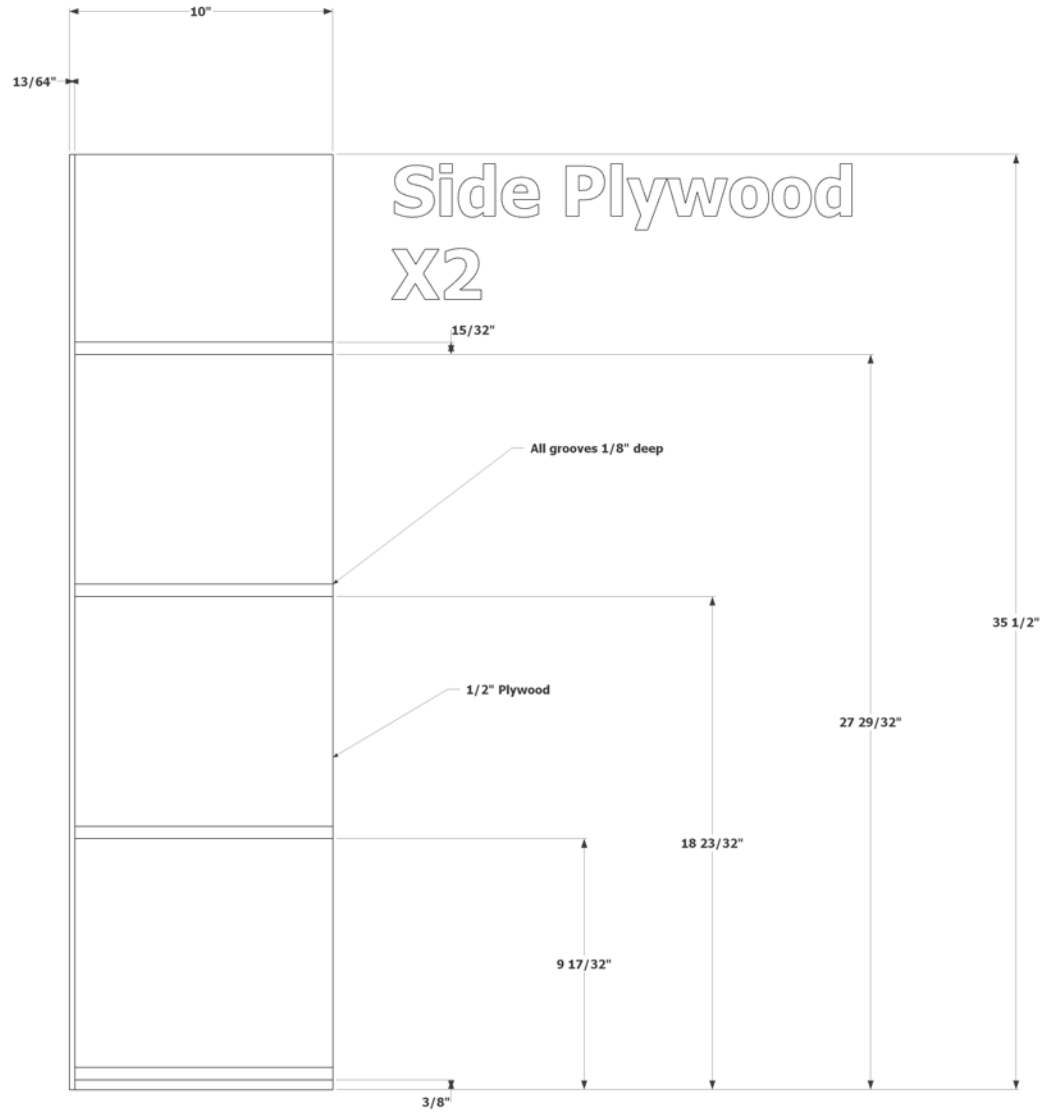 10"
13/64"
Side Plywood
X2
15/32"
All grooves 1/8" deep
35 1/2"
1/2" Plywood
27 29/32"
18 23/32"
9 17/32"
3/8"